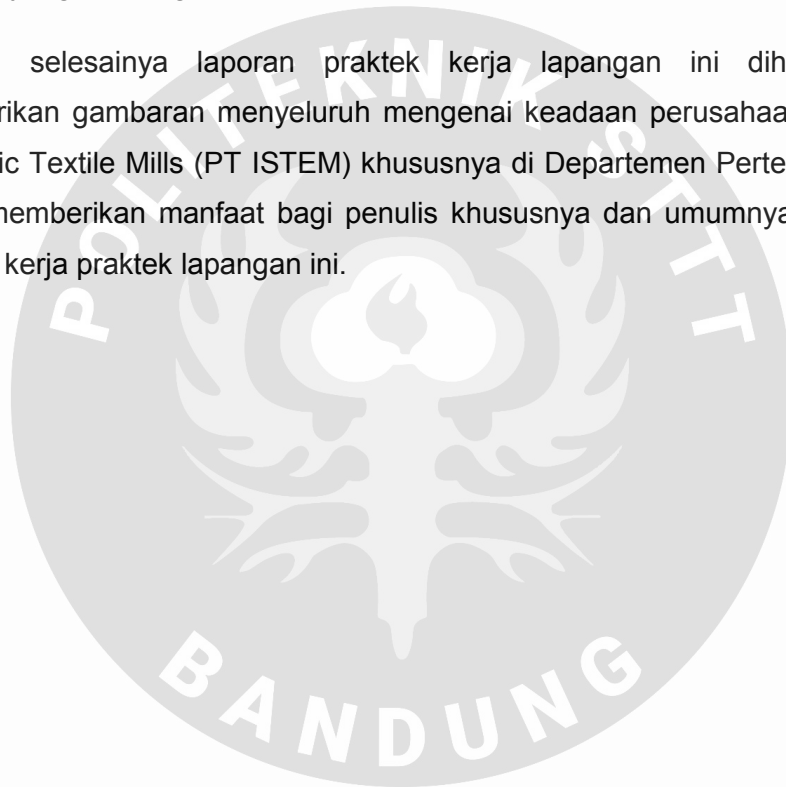 selesainya laporan praktek kerja lapangan ini dih
rikan gambaran menyeluruh mengenai keadaan perusahaa
ic Textile Mills (PT ISTEM) khususnya di Departemen Perte
memberikan manfaat bagi penulis khususnya dan umumnya
kerja praktek lapangan ini.
POLITEKNIK STTT
BANDUNG